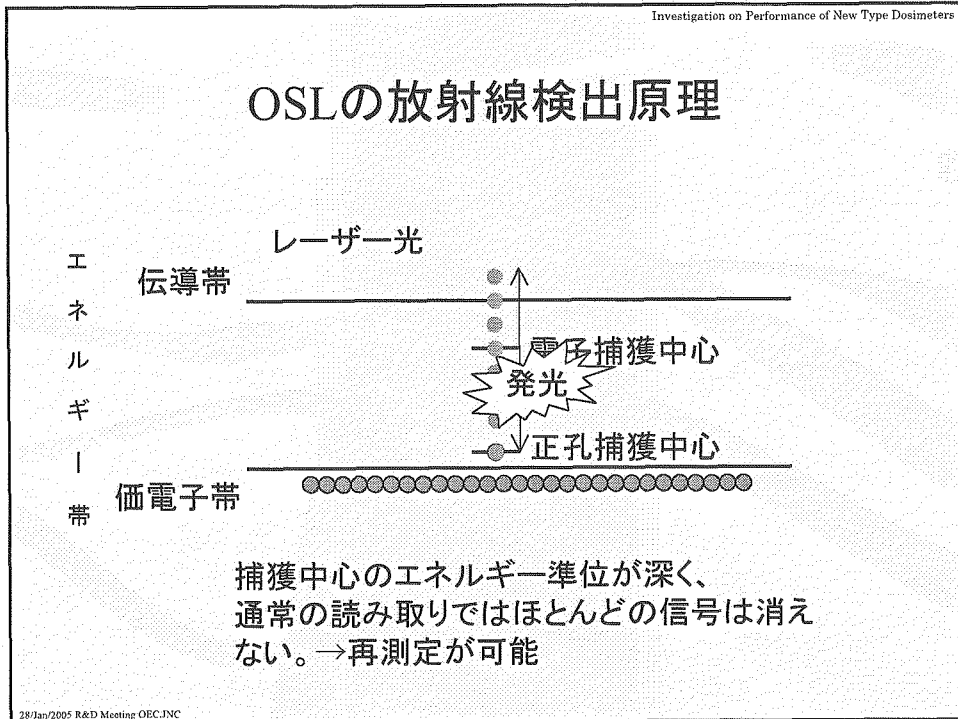 Investigation on Performance of New Type Dosimeters
OSLの放射線検出原理
レーザー光
エネルギー帯
伝導帯
電子捕獲中心
発光
正孔捕獲中心
価電子帯
捕獲中心のエネルギー準位が深く、
通常の読み取りではほとんどの信号は消え
ない。→再測定が可能
28/Jan/2005 R&D Meeting OEC.JNC